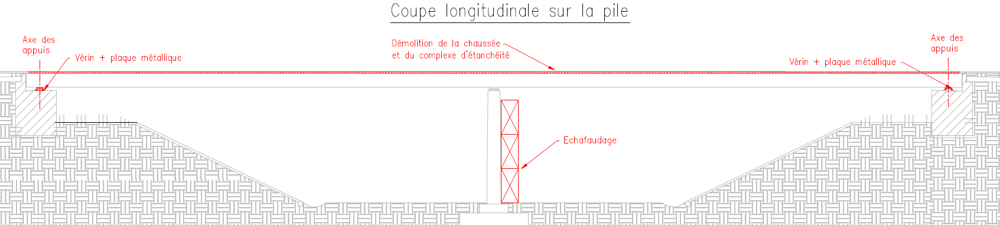 Coupe longitudinale sur la pile
Axe des
appuis
Vérin + plaque métallique
Démolition de la chaussée
et du complexe d'étanchéité
Axe des
appuis
Vérin + plaque métallique
Echafaudage